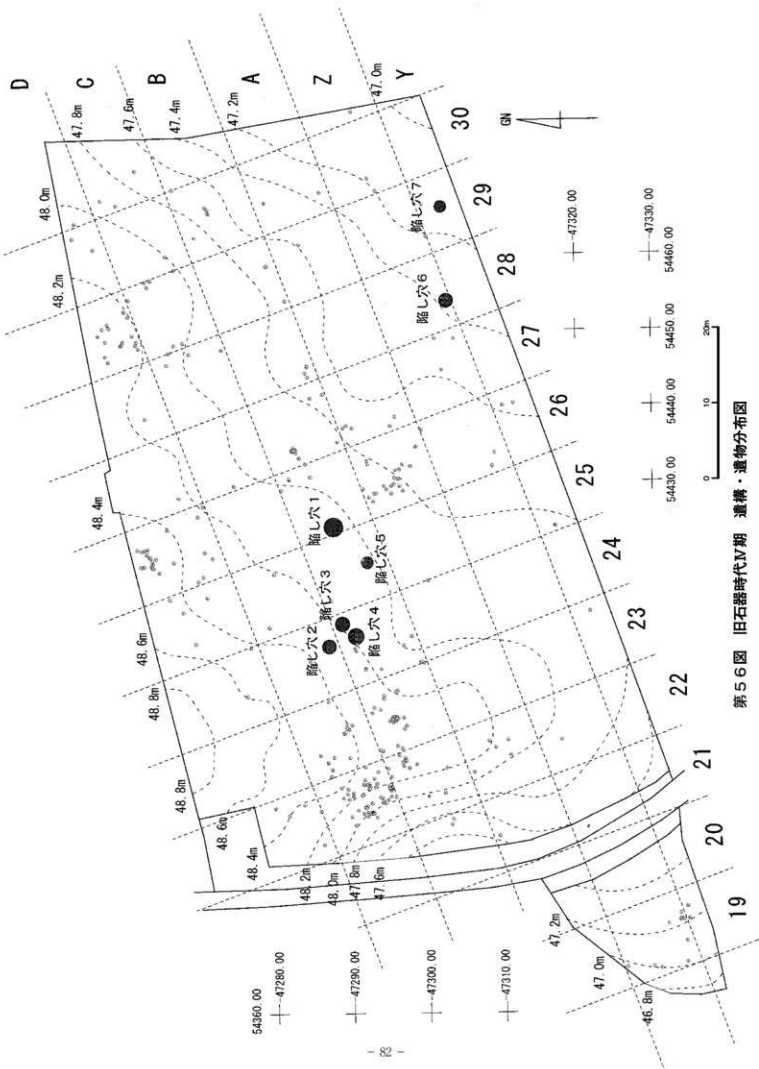 D
C
B
A
Z
Y
47.8m
47.6m
47.4m
47.2m
47.0m
48.0m
48.2m
48.4m
48.6m
48.8m
48.8m
48.6m
48.4m
48.2m
48.0m
47.8m
47.6m
47.2m
47.0m
46.8m
30
29
28
27
26
25
24
23
22
21
20
19
GN
陥し穴1
陥し穴2
陥し穴3
陥し穴4
陥し穴5
陥し穴6
陥し穴7
54360.00
-47280.00
-47290.00
-47300.00
-47310.00
-47320.00
-47330.00
54430.00
54440.00
54450.00
54460.00
0
10
20m
第56図 旧石器時代Ⅳ期 遺構・遺物分布図
- 82 -